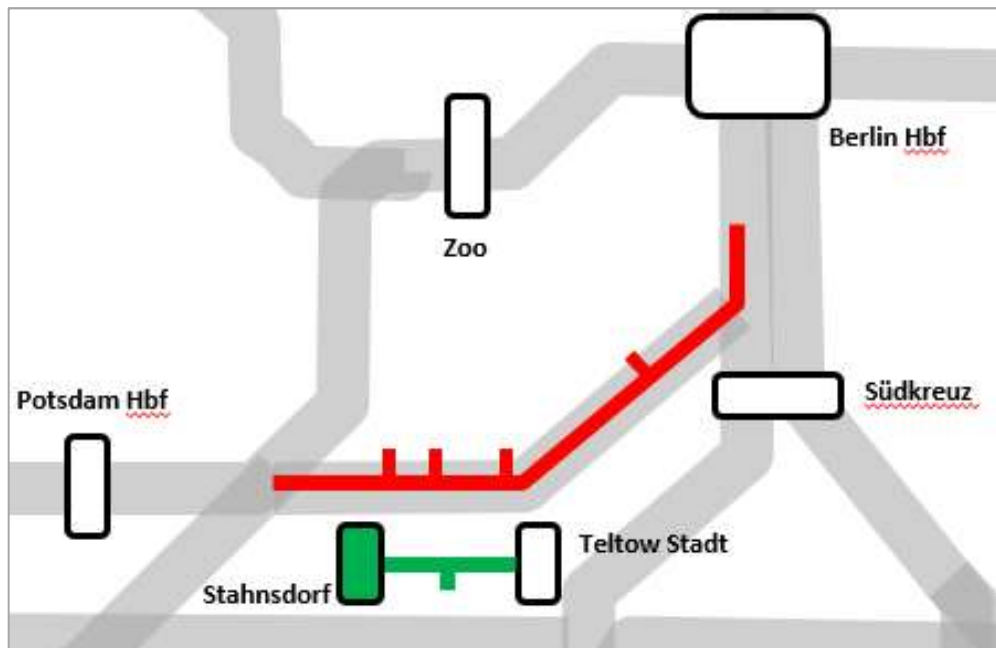 Berlin Hbf
Zoo
Potsdam Hbf
Südkreuz
Teltow Stadt
Stahnsdorf